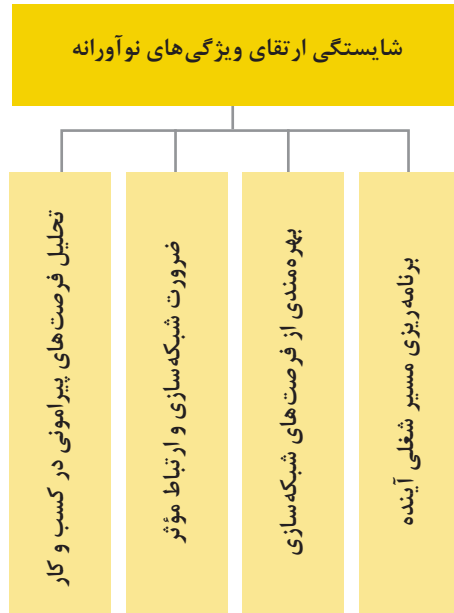 شایستگی ارتقای ویژگی‌های نوآورانه
برنامه‌ریزی مسیر شغلی آینده
بهره‌مندی از فرصت‌های شبکه‌سازی
ضرورت شبکه‌سازی و ارتباط مؤثر
تحلیل فرصت‌های پیرامونی در کسب و کار